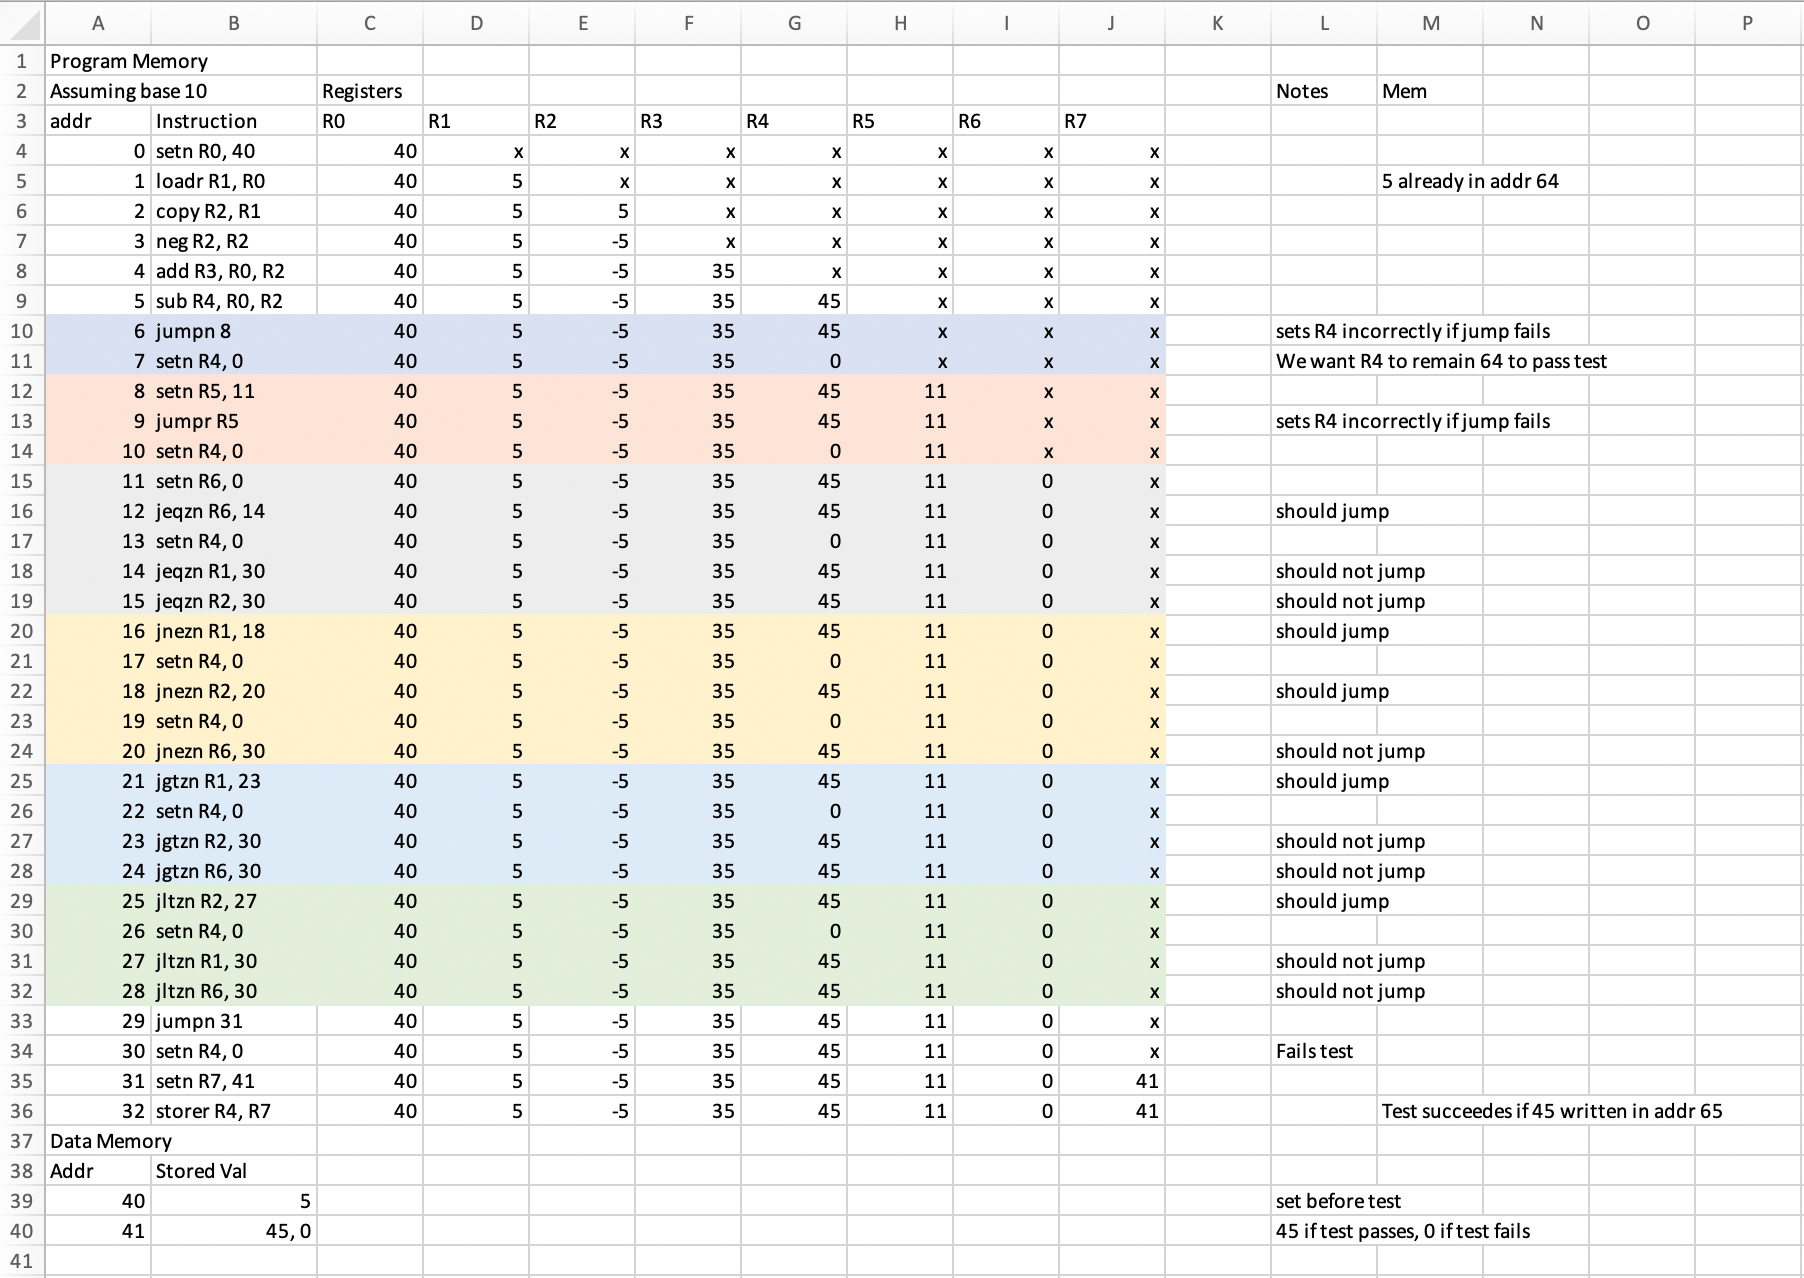 A B C D E F G H I J K L M N O P
1 Program Memory
2 Assuming base 10 Registers Notes Mem
3 addr Instruction R0 R1 R2 R3 R4 R5 R6 R7
4 0 setn R0, 40 40 x x x x x x x
5 1 loadr R1, R0 40 5 x x x x x x 5 already in addr 64
6 2 copy R2, R1 40 5 5 x x x x x
7 3 neg R2, R2 40 5 -5 x x x x x
8 4 add R3, R0, R2 40 5 -5 35 x x x x
9 5 sub R4, R0, R2 40 5 -5 35 45 x x x
10 6 jumpn 8 40 5 -5 35 45 x x x sets R4 incorrectly if jump fails
11 7 setn R4, 0 40 5 -5 35 0 x x x We want R4 to remain 64 to pass test
12 8 setn R5, 11 40 5 -5 35 45 11 x x
13 9 jumpr R5 40 5 -5 35 45 11 x x sets R4 incorrectly if jump fails
14 10 setn R4, 0 40 5 -5 35 0 11 x x
15 11 setn R6, 0 40 5 -5 35 45 11 0 x
16 12 jeqzn R6, 14 40 5 -5 35 45 11 0 x should jump
17 13 setn R4, 0 40 5 -5 35 0 11 0 x
18 14 jeqzn R1, 30 40 5 -5 35 45 11 0 x should not jump
19 15 jeqzn R2, 30 40 5 -5 35 45 11 0 x should not jump
20 16 jnezn R1, 18 40 5 -5 35 45 11 0 x should jump
21 17 setn R4, 0 40 5 -5 35 0 11 0 x
22 18 jnezn R2, 20 40 5 -5 35 45 11 0 x should jump
23 19 setn R4, 0 40 5 -5 35 0 11 0 x
24 20 jnezn R6, 30 40 5 -5 35 45 11 0 x should not jump
25 21 jgtzn R1, 23 40 5 -5 35 45 11 0 x should jump
26 22 setn R4, 0 40 5 -5 35 0 11 0 x
27 23 jgtzn R2, 30 40 5 -5 35 45 11 0 x should not jump
28 24 jgtzn R6, 30 40 5 -5 35 45 11 0 x should not jump
29 25 jltzn R2, 27 40 5 -5 35 45 11 0 x should jump
30 26 setn R4, 0 40 5 -5 35 0 11 0 x
31 27 jltzn R1, 30 40 5 -5 35 45 11 0 x should not jump
32 28 jltzn R6, 30 40 5 -5 35 45 11 0 x should not jump
33 29 jumpn 31 40 5 -5 35 45 11 0 x
34 30 setn R4, 0 40 5 -5 35 45 11 0 x Fails test
35 31 setn R7, 41 40 5 -5 35 45 11 0 41
36 32 storer R4, R7 40 5 -5 35 45 11 0 41 Test succeedes if 45 written in addr 65
37 Data Memory
38 Addr Stored Val
39 40 5 set before test
40 41 45, 0 45 if test passes, 0 if test fails
41